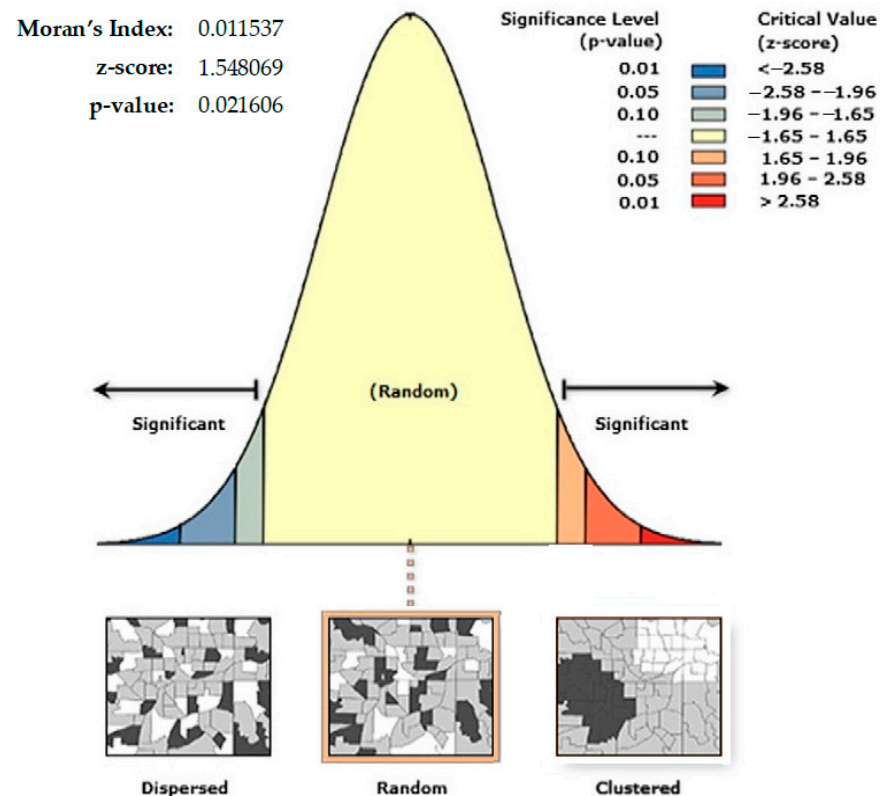 Moran's Index: 0.011537
z-score: 1.548069
p-value: 0.021606
Significance Level
(p-value)
Critical Value
(z-score)
0.01 <−2.58
0.05 −2.58 -−1.96
0.10 −1.96 -−1.65
--- −1.65 - 1.65
0.10 1.65 - 1.96
0.05 1.96 - 2.58
0.01 > 2.58
(Random)
Significant Significant
Dispersed Random Clustered